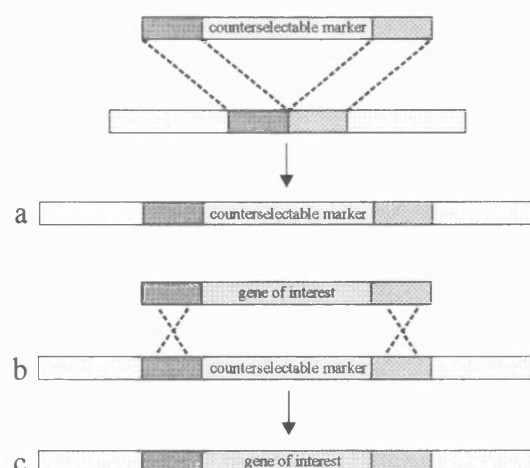 counterselectable marker
a counterselectable marker
gene of interest
b counterselectable marker
c gene of interest